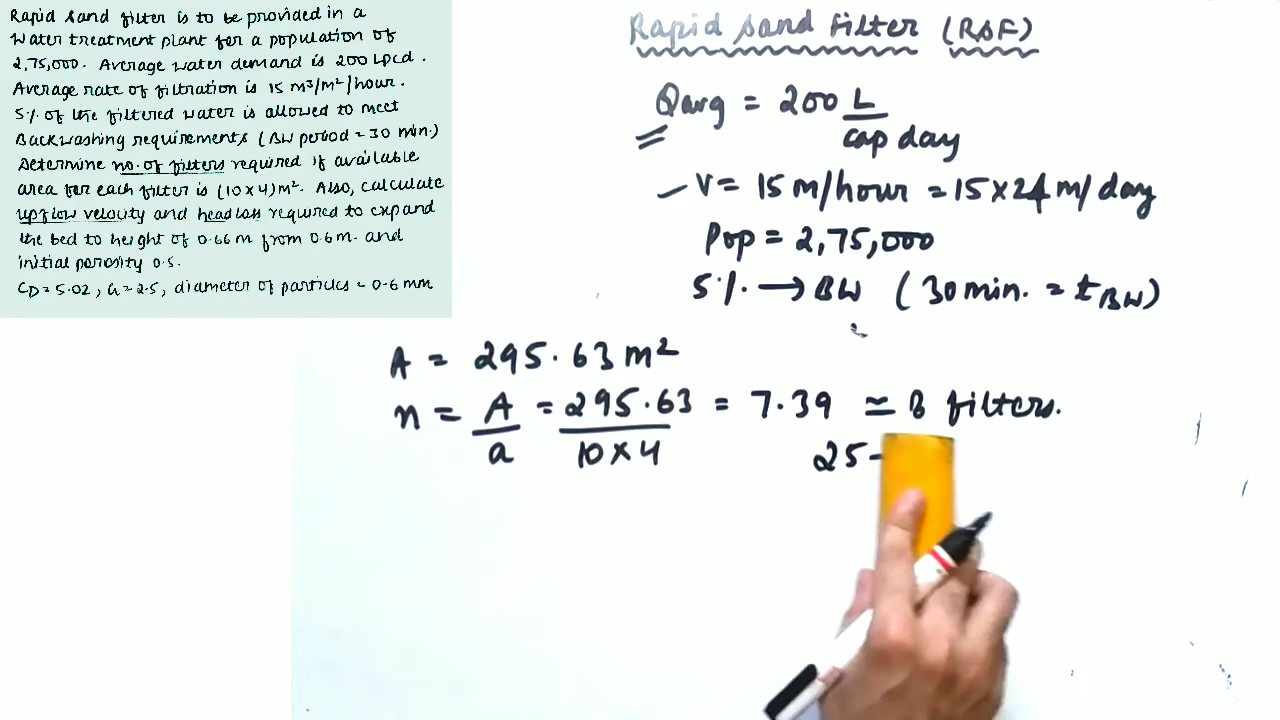 Rapid sand filter is to be provided in a
water treatment plant for a population of
2,75,000. Average water demand is 200 Lpcd.
Average rate of filtration is 15 m³/m²/hour.
5% of the filtered water is allowed to meet
Backwashing requirements (BW period = 30 min.)
Determine no. of filters required if available
area for each filter is (10 x 4) m². Also, calculate
upflow velocity and headloss required to expand
the bed to height of 0.66 m from 0.6 m. and
initial porosity 0.5.
CD = 5.02, G = 2.5, diameter of particles = 0.6 mm
Rapid sand filter (RSF)
Qavg = 200 L/cap day
V = 15 m/hour = 15 x 24 m/day
Pop = 2,75,000
5% → BW (30 min. = tBW)
A = 295.63 m²
n = A/a = 295.63/10 x 4 = 7.39 ≃ 8 filters.
25-